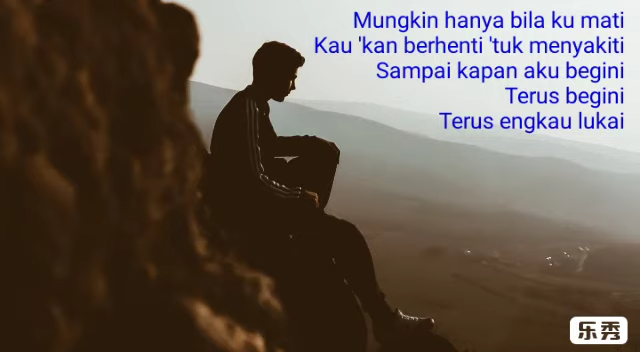 Mungkin hanya bila ku mati
Kau 'kan berhenti 'tuk menyakiti
Sampai kapan aku begini
Terus begini
Terus engkau lukai
乐秀